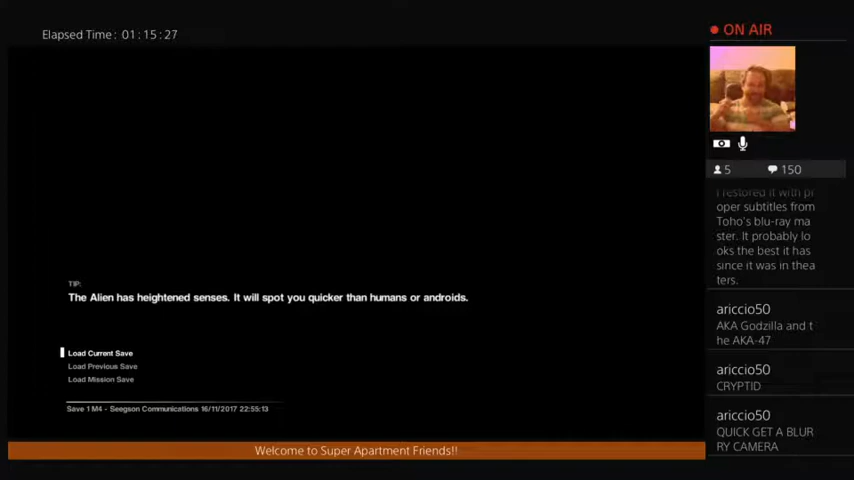 Elapsed Time: 01:15:27
ON AIR
5 150
I restored it with pr
oper subtitles from
Toho's blu-ray ma
ster. It probably lo
oks the best it has
since it was in thea
ters.
ariccio50
AKA Godzilla and t
he AKA-47
ariccio50
CRYPTID
ariccio50
QUICK GET A BLUR
RY CAMERA
TIP:
The Alien has heightened senses. It will spot you quicker than humans or androids.
Load Current Save
Load Previous Save
Load Mission Save
Save 1 M4 - Seegson Communications 16/11/2017 22:55:13
Welcome to Super Apartment Friends!!